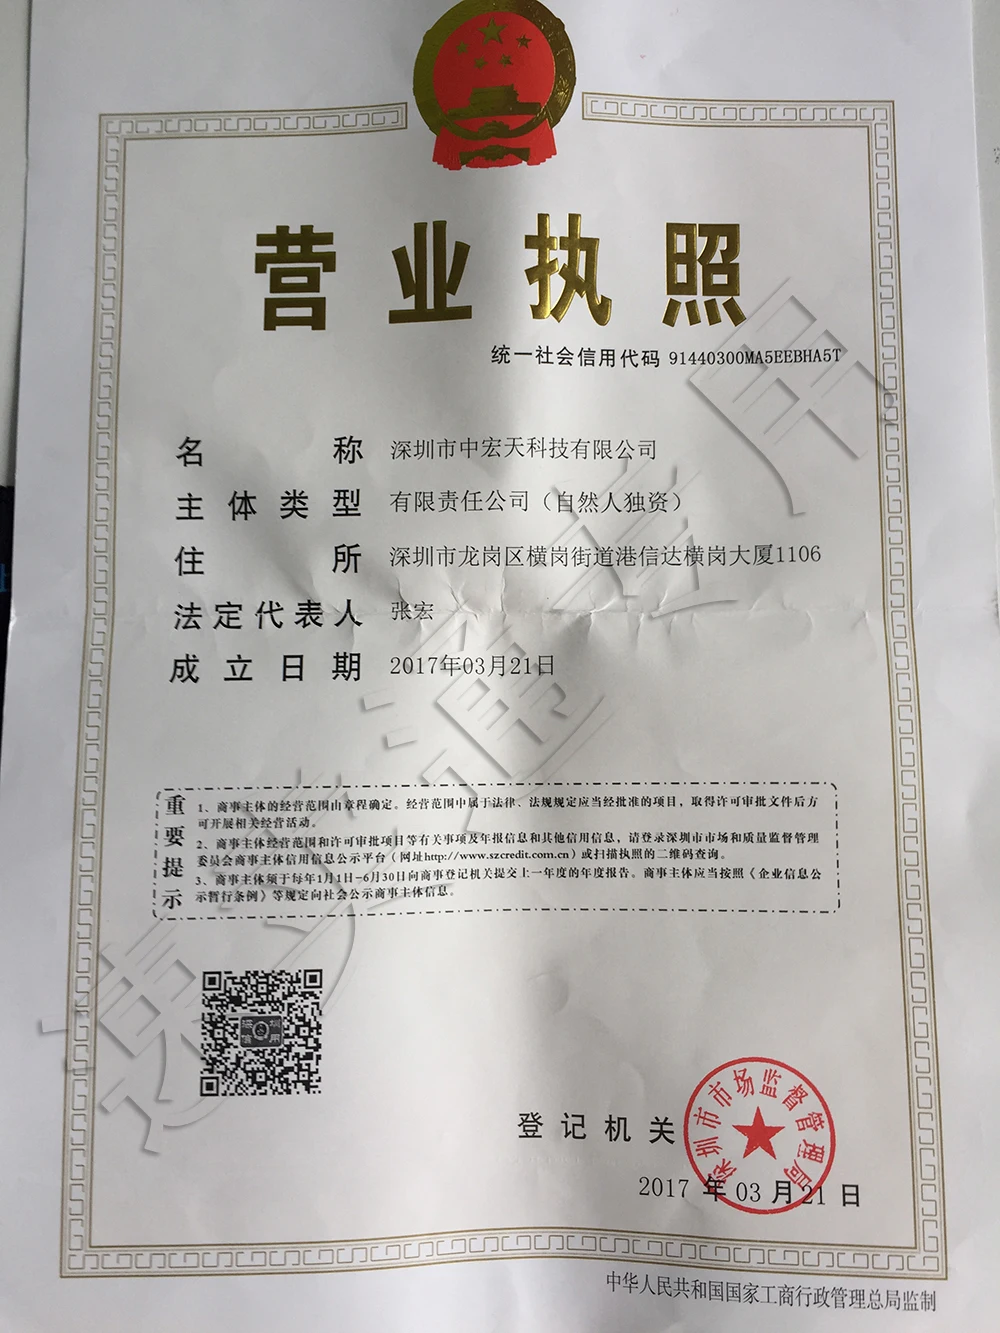 营业执照
统一社会信用代码 91440300MA5EEBHA5T
名称 深圳市中宏天科技有限公司
主体类型 有限责任公司（自然人独资）
住所 深圳市龙岗区横岗街道港信达横岗大厦1106
法定代表人 张宏
成立日期 2017年03月21日
重要提示
1、商事主体的经营范围由章程确定。经营范围中属于法律、法规规定应当经批准的项目，取得许可审批文件后方
可开展相关经营活动。
2、商事主体经营范围和许可审批项目等有关事项及年报信息和其他信用信息，请登录深圳市市场和质量监督管理
委员会商事主体信用信息公示平台（网址http://www.szcredit.com.cn）或扫描执照的二维码查询。
3、商事主体须于每年1月1日-6月30日向商事登记机关提交上一年度的年度报告。商事主体应当按照《企业信息公
示暂行条例》等规定向社会公示商事主体信息。
深圳信用
登记机关
深圳市市场监督管理局
2017 年 03 月 21 日
中华人民共和国国家工商行政管理总局监制